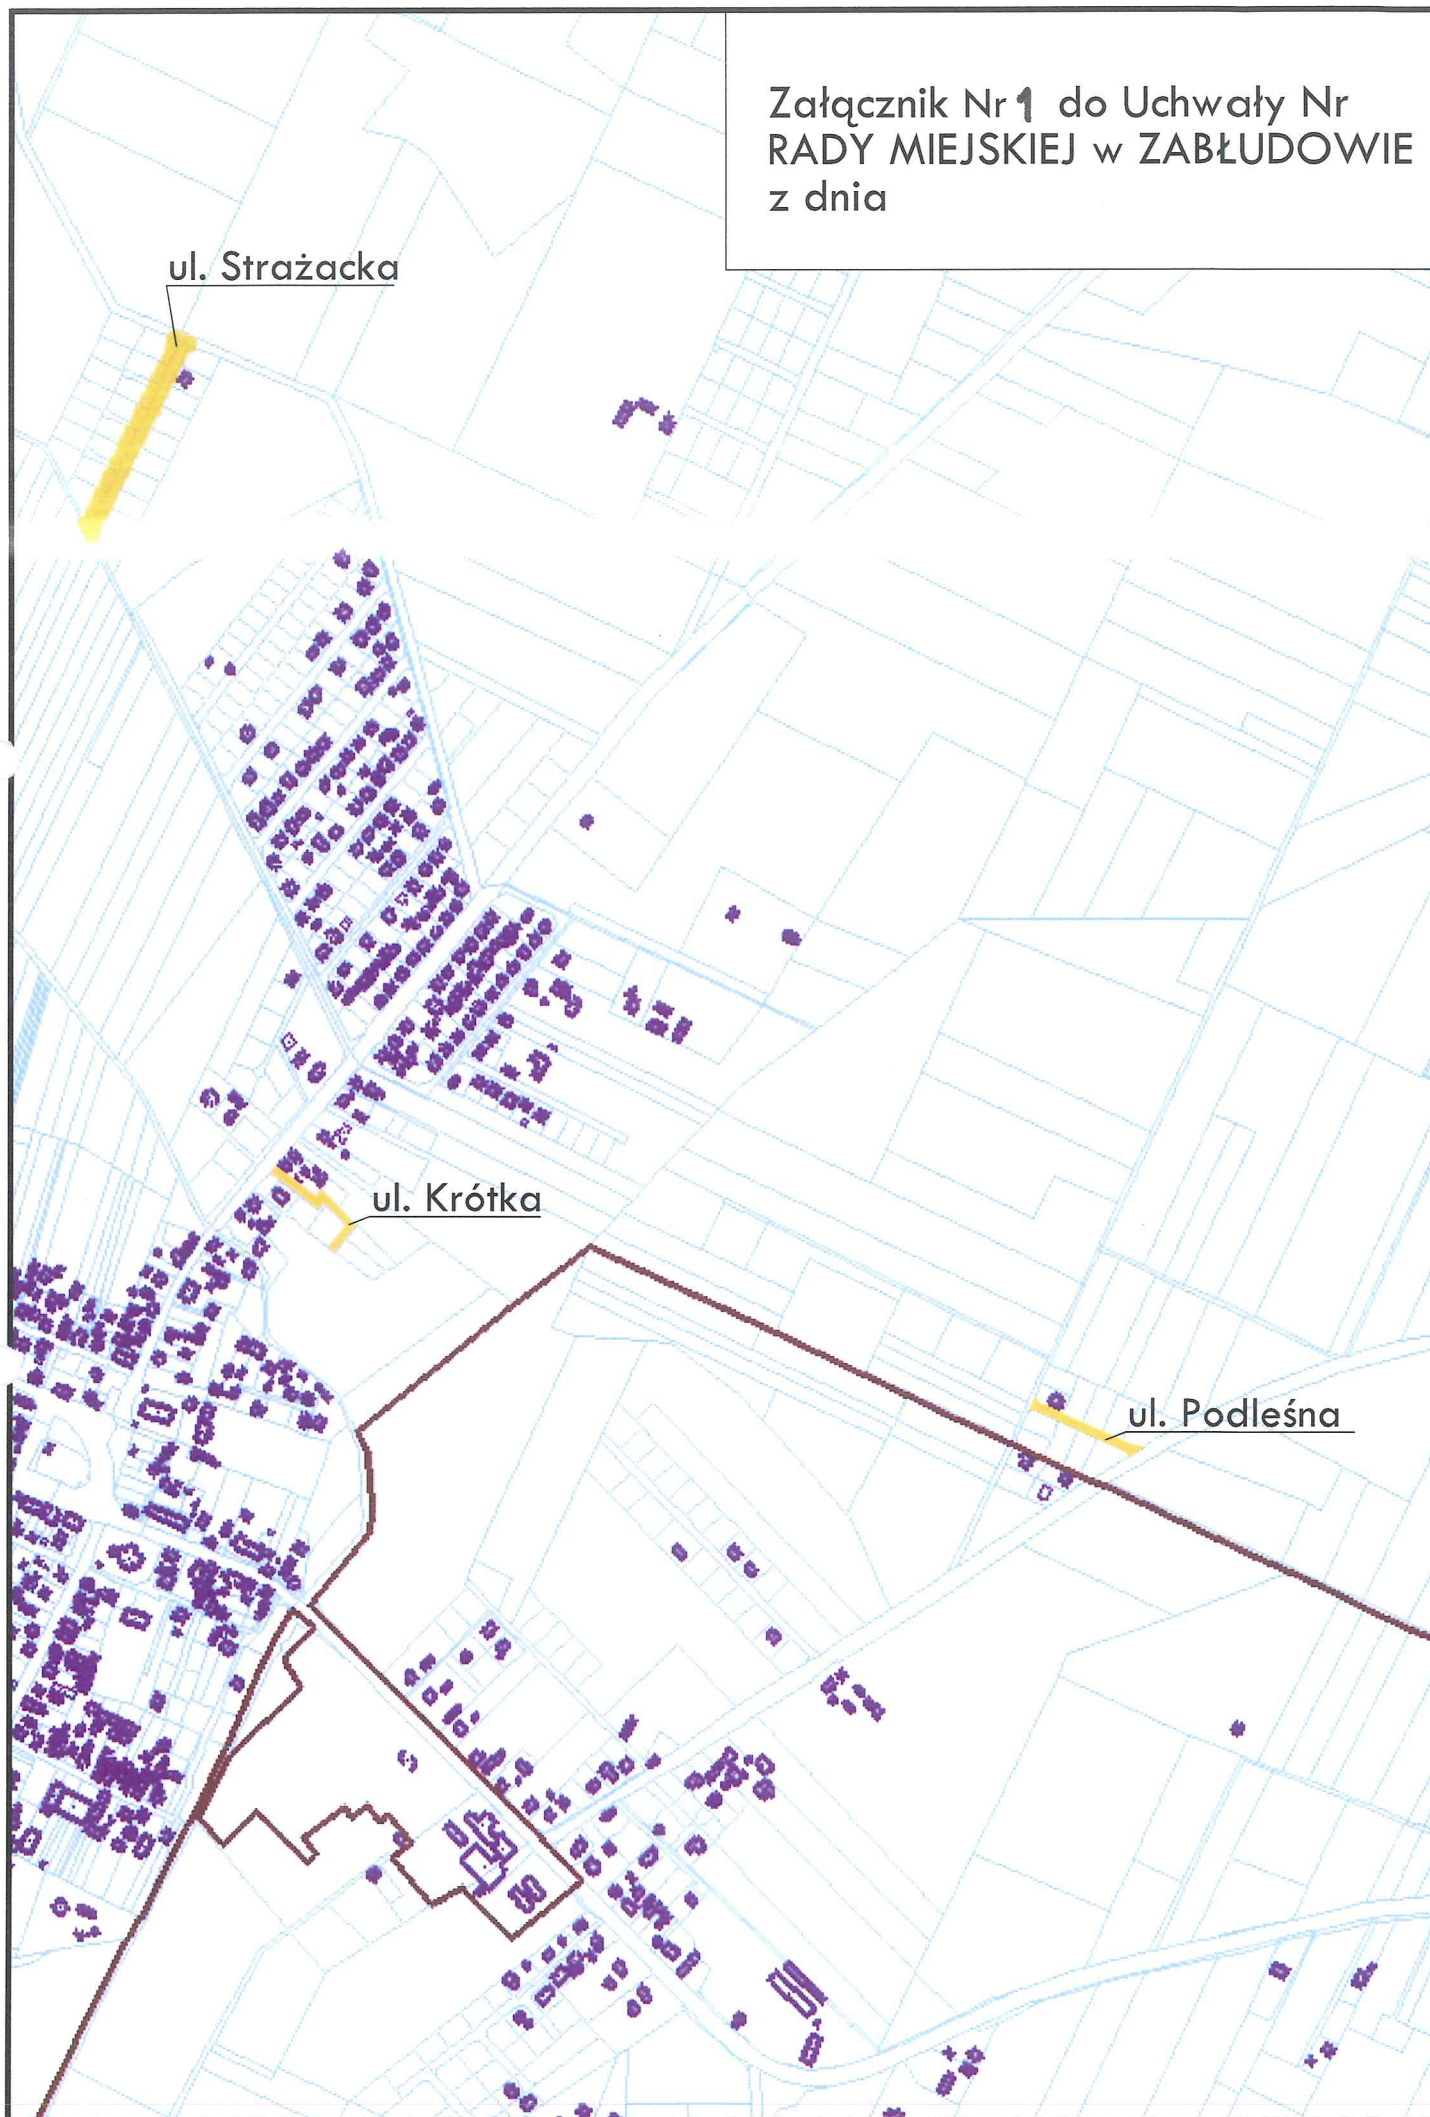 Załącznik Nr 1 do Uchwały Nr
RADY MIEJSKIEJ w ZABŁUDOWIE
z dnia
ul. Strażacka
ul. Krótka
ul. Podleśna